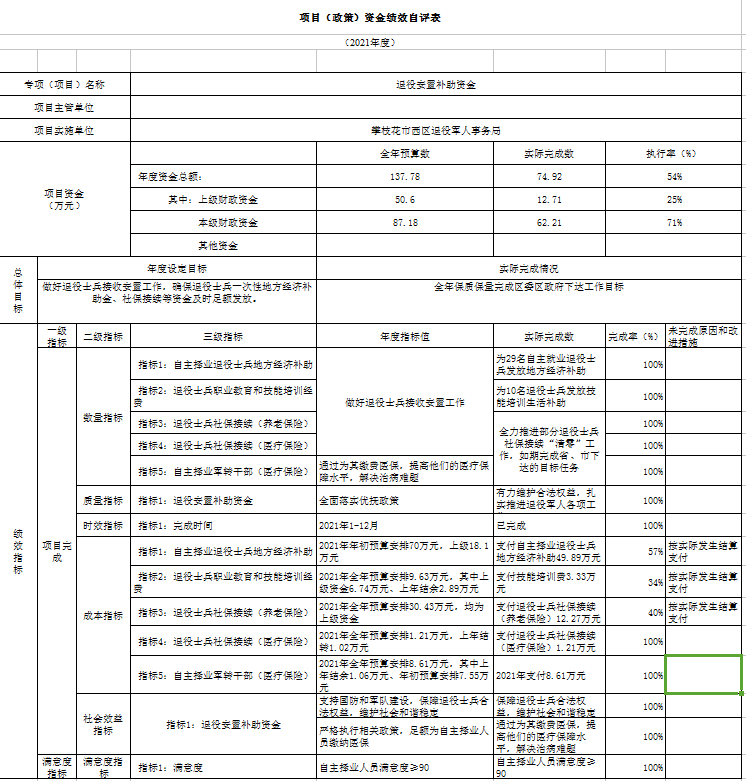 项目（政策）资金绩效自评表
（2021年度）
专项（项目）名称 退役安置补助资金
项目主管单位
项目实施单位 攀枝花市西区退役军人事务局
项目资金
（万元） 全年预算数 实际完成数 执行率（%）
年度资金总额： 137.78 74.92 54%
其中：上级财政资金 50.6 12.71 25%
本级财政资金 87.18 62.21 71%
其他资金
总体目标 年度设定目标 实际完成情况
做好退役士兵接收安置工作，确保退役士兵一次性地方经济补
助金、社保接续等资金及时足额发放。 全年保质保量完成区委区政府下达工作目标
绩效指标 一级
指标 二级指标 三级指标 年度指标值 实际完成数 完成率（%） 未完成原因和改
进措施
项目完
成 数量指标 指标1：自主择业退役士兵地方经济补助 做好退役士兵接收安置工作 为29名自主就业退役士
兵发放地方经济补助 100%
指标2：退役士兵职业教育和技能培训经
费 为10名退役士兵发放技
能培训生活补助 100%
指标3：退役士兵社保接续（养老保险） 全力推进部分退役士兵
社保接续“清零”工
作，如期完成省、市下
达的目标任务 100%
指标4：退役士兵社保接续（医疗保险） 100%
指标5：自主择业军转干部（医疗保险） 通过为其缴费医保，提高他们的医疗保
障水平，解决治病难题 100%
质量指标 指标1：退役安置补助资金 全面落实优抚政策 有力维护合法权益，扎
实推进退役军人各项工 100%
时效指标 指标1：完成时间 2021年1-12月 已完成 100%
成本指标 指标1：自主择业退役士兵地方经济补助 2021年年初预算安排70万元，上级18.1
万元 支付自主择业退役士兵
地方经济补助49.89万元 57% 按实际发生结算
支付
指标2：退役士兵职业教育和技能培训经
费 2021年全年预算安排9.63万元，其中上
级资金6.74万元、上年结余2.89万元 支付技能培训费3.33万
元 34% 按实际发生结算
支付
指标3：退役士兵社保接续（养老保险） 2021年全年预算安排30.43万元，均为
上级资金 支付退役士兵社保接续
（养老保险）12.27万元 40% 按实际发生结算
支付
指标4：退役士兵社保接续（医疗保险） 2021年全年预算安排1.21万元，上年结
转1.02万元 支付退役士兵社保接续
（医疗保险）1.21万元 100%
指标5：自主择业军转干部（医疗保险） 2021年全年预算安排8.61万元，其中上
年结余1.06万元、年初预算安排7.55万
元 2021年支付8.61万元 100%
社会效益
指标 指标1：退役安置补助资金 支持国防和军队建设，保障退役士兵合
法权益，维护社会和谐稳定 保障退役士兵合法权
益，维护社会和谐稳定 100%
严格执行相关政策，足额为自主择业人
员缴纳医保 通过为其缴费医保，提
高他们的医疗保障水
平，解决治病难题 100%
满意度
指标 满意度指
标 指标1：满意度 自主择业人员满意度≥90 自主择业人员满意度≥
90 100%